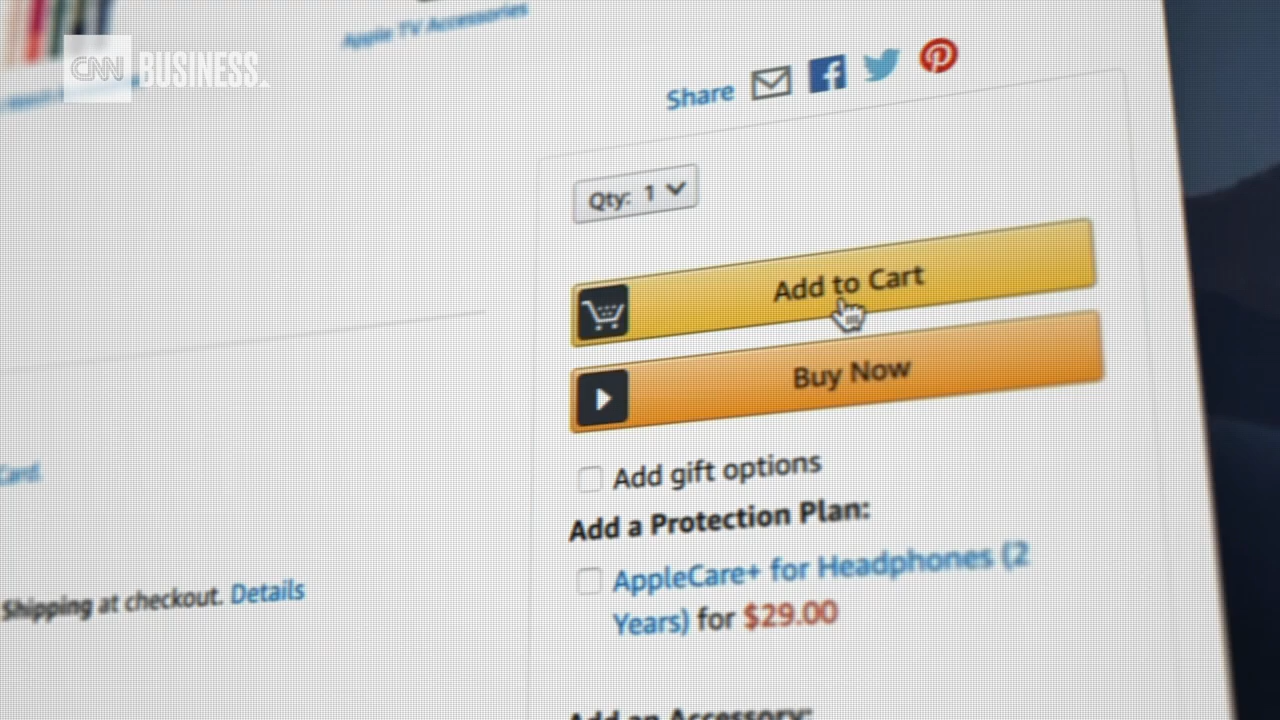 Apple TV Accessories
CNN BUSINESS
Share
Qty: 1
Add to Cart
Buy Now
Add gift options
Card.
Add a Protection Plan:
AppleCare+ for Headphones (2
Years) for $29.00
Shipping at checkout. Details
Add an Accessory: